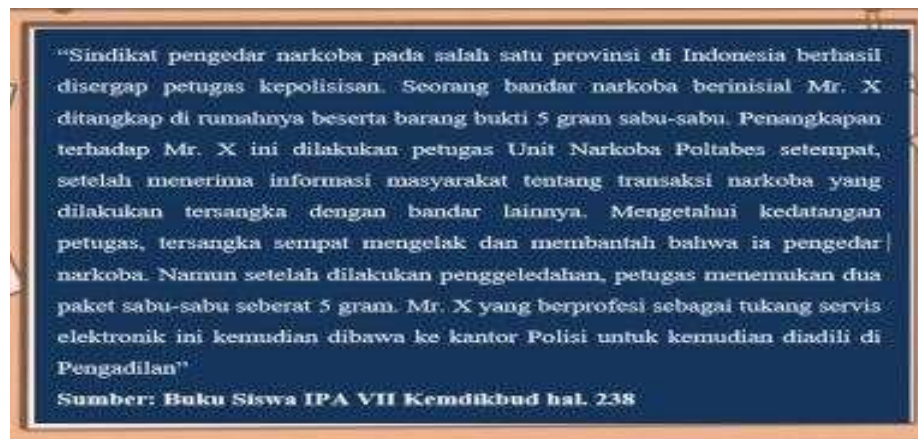 “Sindikat pengedar narkoba pada salah satu provinsi di Indonesia berhasil
disergap petugas kepolisisan. Seorang bandar narkoba berinisial Mr. X
ditangkap di rumahnya beserta barang bukti 5 gram sabu-sabu. Penangkapan
terhadap Mr. X ini dilakukan petugas Unit Narkoba Poltabes setempat,
setelah menerima informasi masyarakat tentang transaksi narkoba yang
dilakukan tersangka dengan bandar lainnya. Mengetahui kedatangan
petugas, tersangka sempat mengelak dan membantah bahwa ia pengedar
narkoba. Namun setelah dilakukan penggeledahan, petugas menemukan dua
paket sabu-sabu seberat 5 gram. Mr. X yang berprofesi sebagai tukang servis
elektronik ini kemudian dibawa ke kantor Polisi untuk kemudian diadili di
Pengadilan”
Sumber: Buku Siswa IPA VII Kemdikbud hal. 238